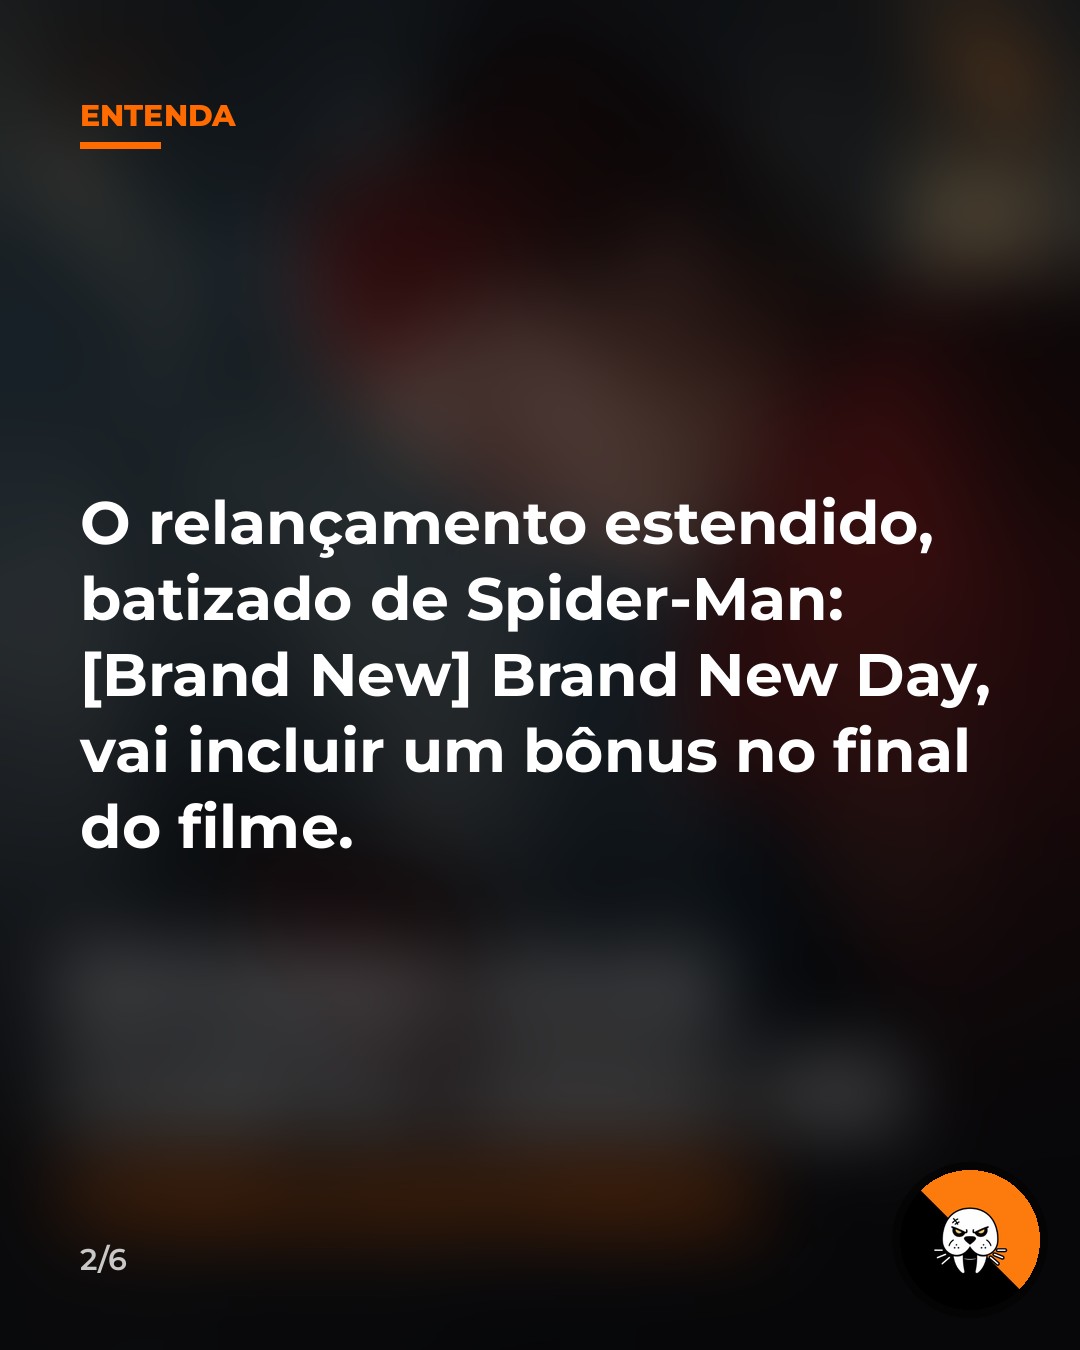 ENTENDA
O relançamento estendido,
batizado de Spider-Man:
[Brand New] Brand New Day,
vai incluir um bônus no final
do filme.
2/6